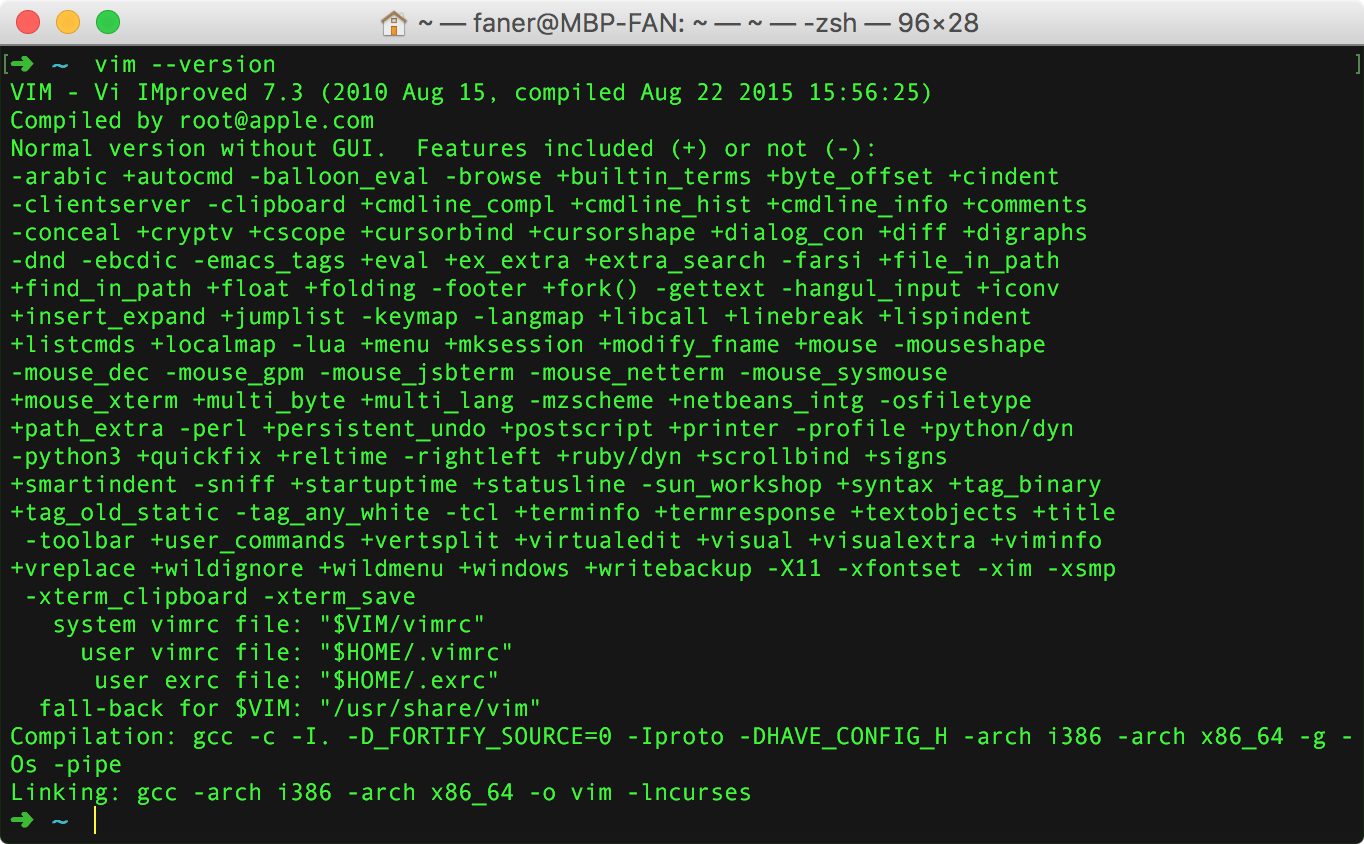 ~ — faner@MBP-FAN: ~ — ~ — -zsh — 96×28
[➜  ~  vim --version ]
VIM - Vi IMproved 7.3 (2010 Aug 15, compiled Aug 22 2015 15:56:25)
Compiled by root@apple.com
Normal version without GUI.  Features included (+) or not (-):
-arabic +autocmd -balloon_eval -browse +builtin_terms +byte_offset +cindent
-clientserver -clipboard +cmdline_compl +cmdline_hist +cmdline_info +comments
-conceal +cryptv +cscope +cursorbind +cursorshape +dialog_con +diff +digraphs
-dnd -ebcdic -emacs_tags +eval +ex_extra +extra_search -farsi +file_in_path
+find_in_path +float +folding -footer +fork() -gettext -hangul_input +iconv
+insert_expand +jumplist -keymap -langmap +libcall +linebreak +lispindent
+listcmds +localmap -lua +menu +mksession +modify_fname +mouse -mouseshape
-mouse_dec -mouse_gpm -mouse_jsbterm -mouse_netterm -mouse_sysmouse
+mouse_xterm +multi_byte +multi_lang -mzscheme +netbeans_intg -osfiletype
+path_extra -perl +persistent_undo +postscript +printer -profile +python/dyn
-python3 +quickfix +reltime -rightleft +ruby/dyn +scrollbind +signs
+smartindent -sniff +startuptime +statusline -sun_workshop +syntax +tag_binary
+tag_old_static -tag_any_white -tcl +terminfo +termresponse +textobjects +title
 -toolbar +user_commands +vertsplit +virtualedit +visual +visualextra +viminfo
+vreplace +wildignore +wildmenu +windows +writebackup -X11 -xfontset -xim -xsmp
 -xterm_clipboard -xterm_save
   system vimrc file: "$VIM/vimrc"
     user vimrc file: "$HOME/.vimrc"
      user exrc file: "$HOME/.exrc"
  fall-back for $VIM: "/usr/share/vim"
Compilation: gcc -c -I. -D_FORTIFY_SOURCE=0 -Iproto -DHAVE_CONFIG_H -arch i386 -arch x86_64 -g -
Os -pipe
Linking: gcc -arch i386 -arch x86_64 -o vim -lncurses
➜  ~